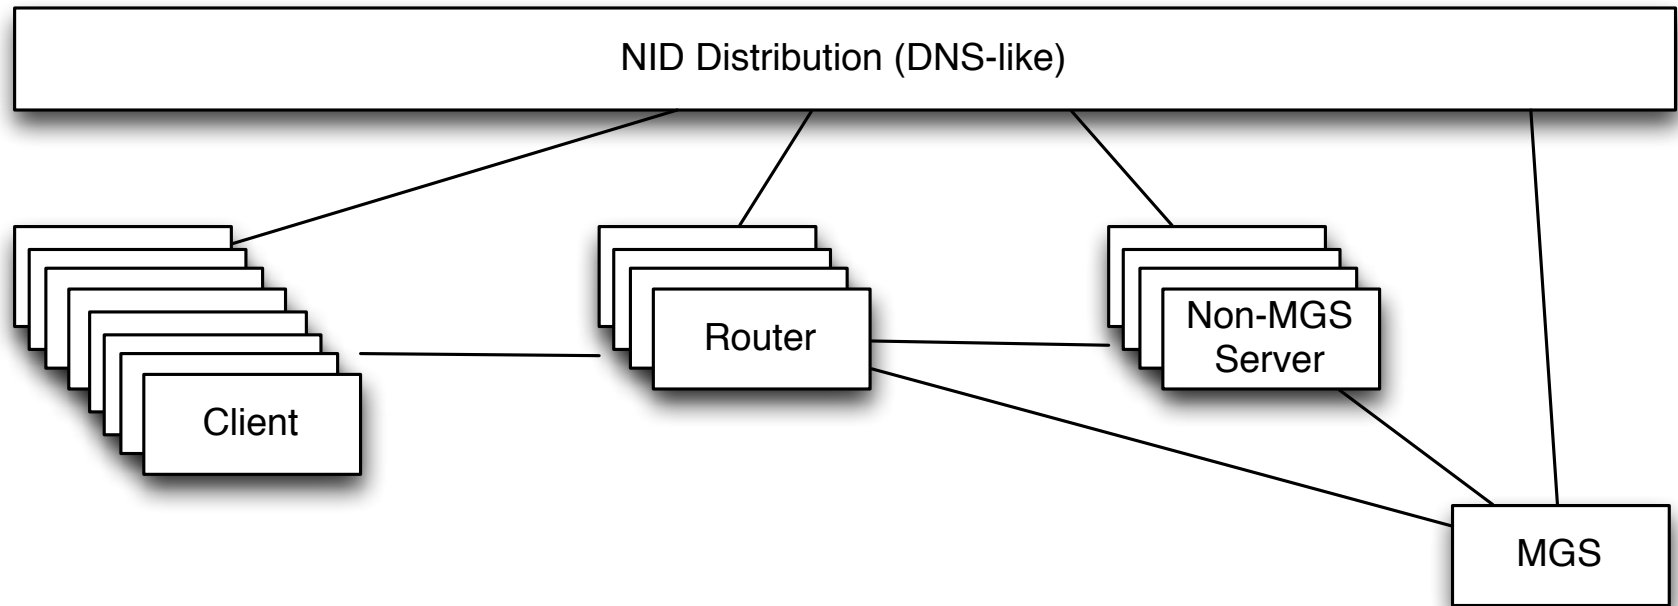 NID Distribution (DNS-like)
Router
Non-MGS
Server
Client
MGS